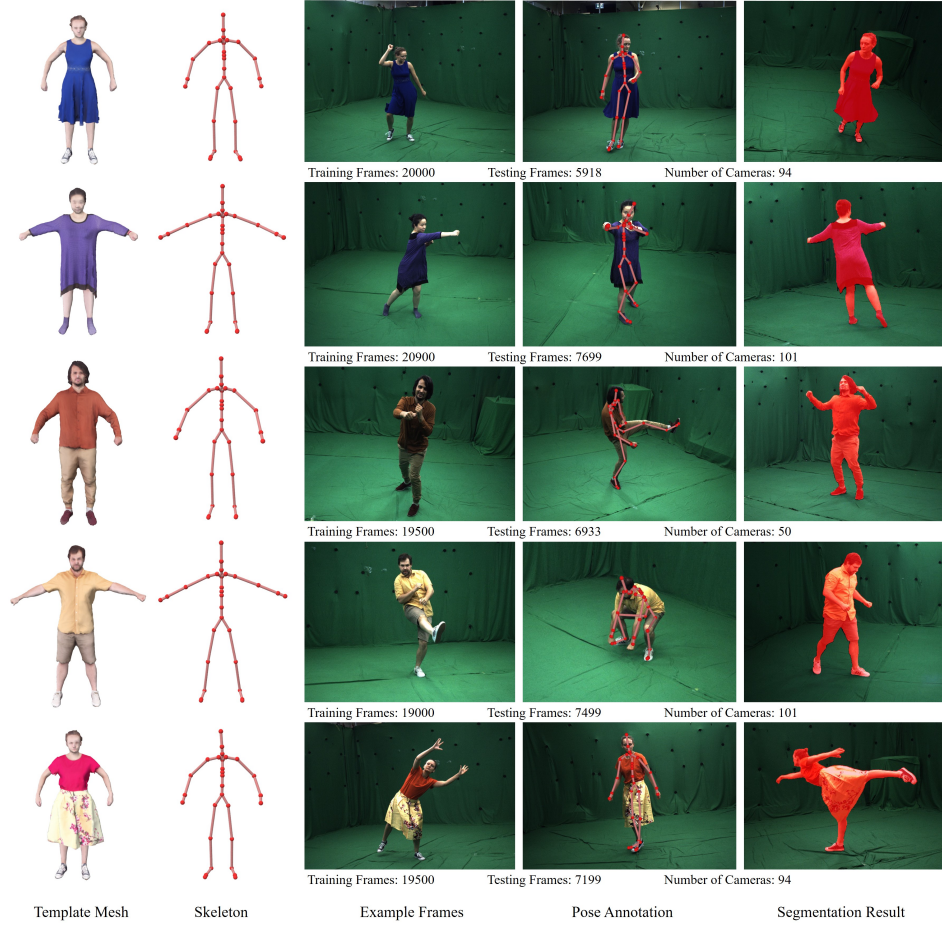 Training Frames: 20000 Testing Frames: 5918 Number of Cameras: 94
Training Frames: 20900 Testing Frames: 7699 Number of Cameras: 101
Training Frames: 19500 Testing Frames: 6933 Number of Cameras: 50
Training Frames: 19000 Testing Frames: 7499 Number of Cameras: 101
Training Frames: 19500 Testing Frames: 7199 Number of Cameras: 94
Template Mesh Skeleton Example Frames Pose Annotation Segmentation Result